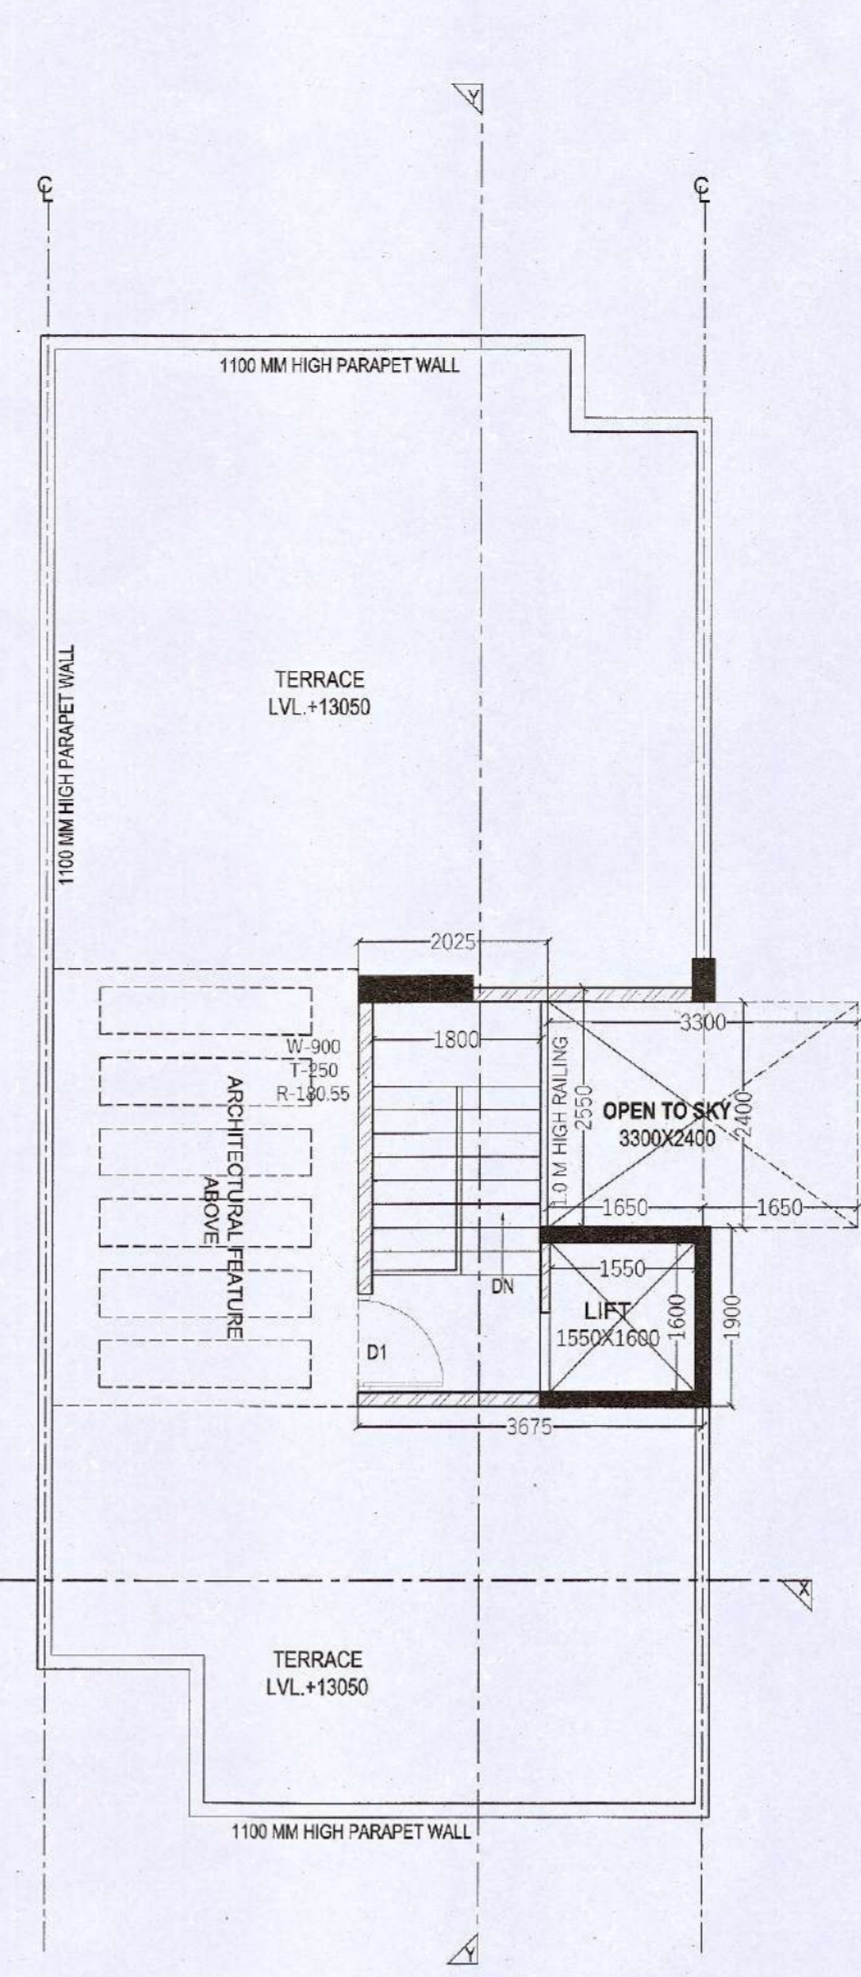 Y
℄
℄
1100 MM HIGH PARAPET WALL
1100 MM HIGH PARAPET WALL
TERRACE
LVL.+13050
2025
W-900
T-250
R-180.55
1800
3300
1.0 M HIGH RAILING
2550
OPEN TO SKY
3300X2400
2400
1650
1650
ARCHITECTURAL FEATURE
ABOVE
DN
1550
LIFT
1550X1600
1600
1900
D1
3675
X
TERRACE
LVL.+13050
1100 MM HIGH PARAPET WALL
Y